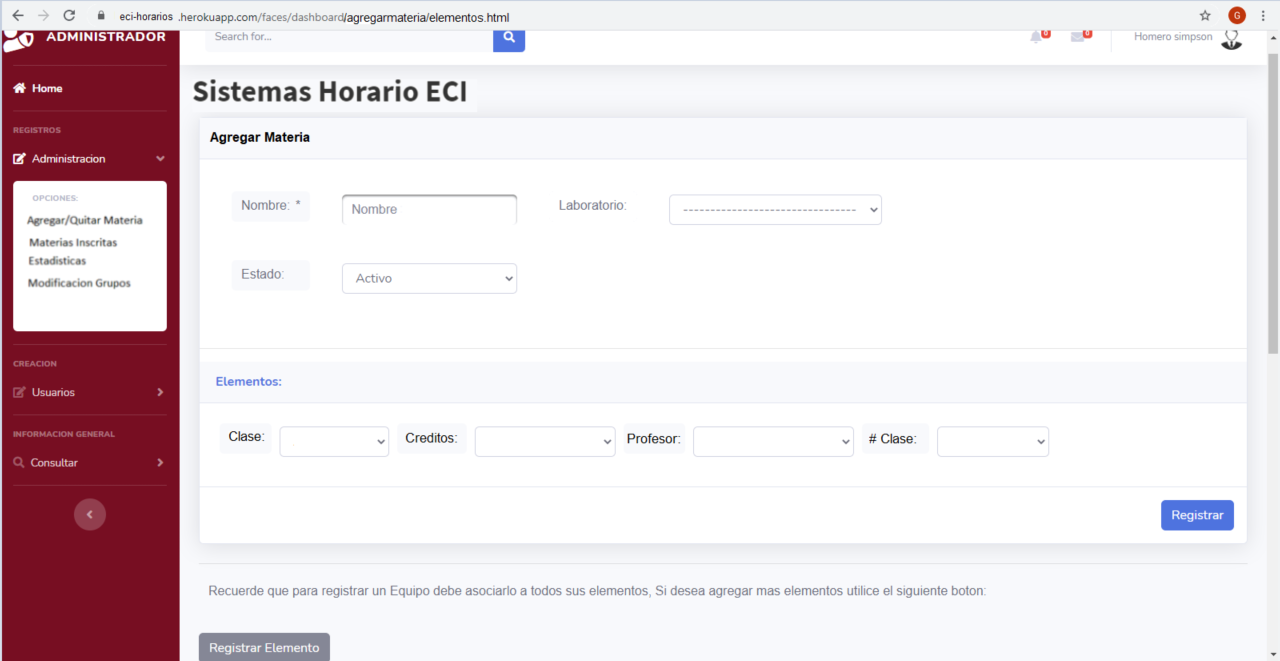 eci-horarios .herokuapp.com/faces/dashboard/agregarmateria/elementos.html
G
ADMINISTRADOR
Search for...
0
0
Homero simpson
Home
Sistemas Horario ECI
REGISTROS
Administracion
Agregar Materia
OPCIONES:
Agregar/Quitar Materia
Materias Inscritas
Estadisticas
Modificacion Grupos
Nombre: *
Nombre
Laboratorio:
--------------------------------
Estado:
Activo
CREACION
Usuarios
Elementos:
INFORMACION GENERAL
Consultar
Clase:
Creditos:
Profesor:
# Clase:
Registrar
Recuerde que para registrar un Equipo debe asociarlo a todos sus elementos, Si desea agregar mas elementos utilice el siguiente boton:
Registrar Elemento